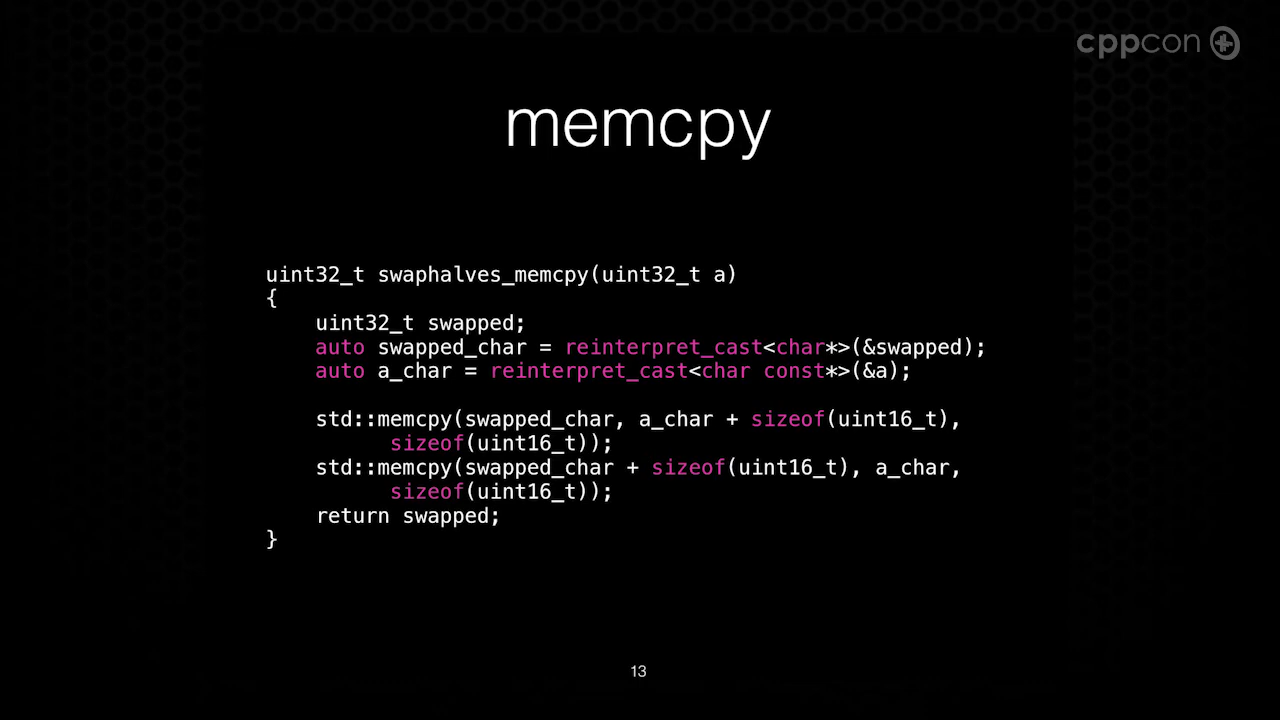 cppcon
memcpy
uint32_t swaphalves_memcpy(uint32_t a)
{
    uint32_t swapped;
    auto swapped_char = reinterpret_cast<char*>(&swapped);
    auto a_char = reinterpret_cast<char const*>(&a);

    std::memcpy(swapped_char, a_char + sizeof(uint16_t),
          sizeof(uint16_t));
    std::memcpy(swapped_char + sizeof(uint16_t), a_char,
          sizeof(uint16_t));
    return swapped;
}
13